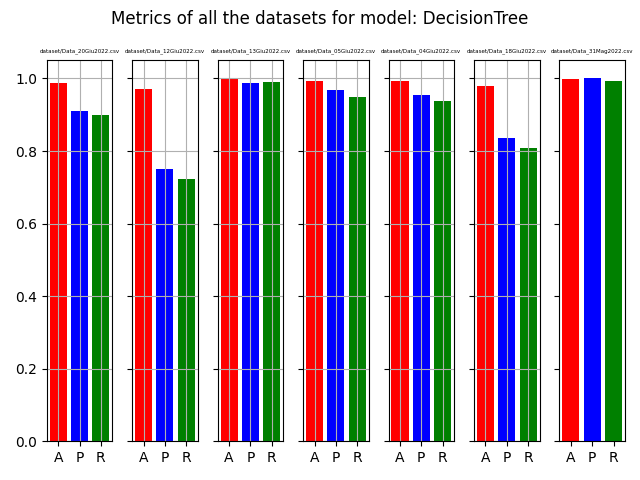 Metrics of all the datasets for model: DecisionTree
dataset/Data_20Giu2022.csv dataset/Data_12Giu2022.csv dataset/Data_13Giu2022.csv dataset/Data_05Giu2022.csv dataset/Data_04Giu2022.csv dataset/Data_18Giu2022.csv dataset/Data_31Mag2022.csv
1.0
0.8
0.6
0.4
0.2
0.0
A P R A P R A P R A P R A P R A P R A P R